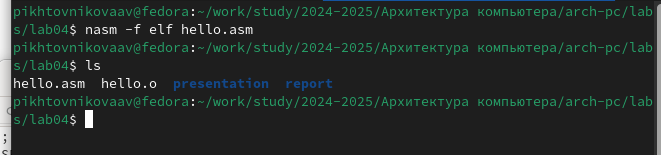 pikhtovnikovaav@fedora:~/work/study/2024-2025/Архитектура компьютера/arch-pc/lab
s/lab04$ nasm -f elf hello.asm
pikhtovnikovaav@fedora:~/work/study/2024-2025/Архитектура компьютера/arch-pc/lab
s/lab04$ ls
hello.asm  hello.o  presentation  report
pikhtovnikovaav@fedora:~/work/study/2024-2025/Архитектура компьютера/arch-pc/lab
s/lab04$